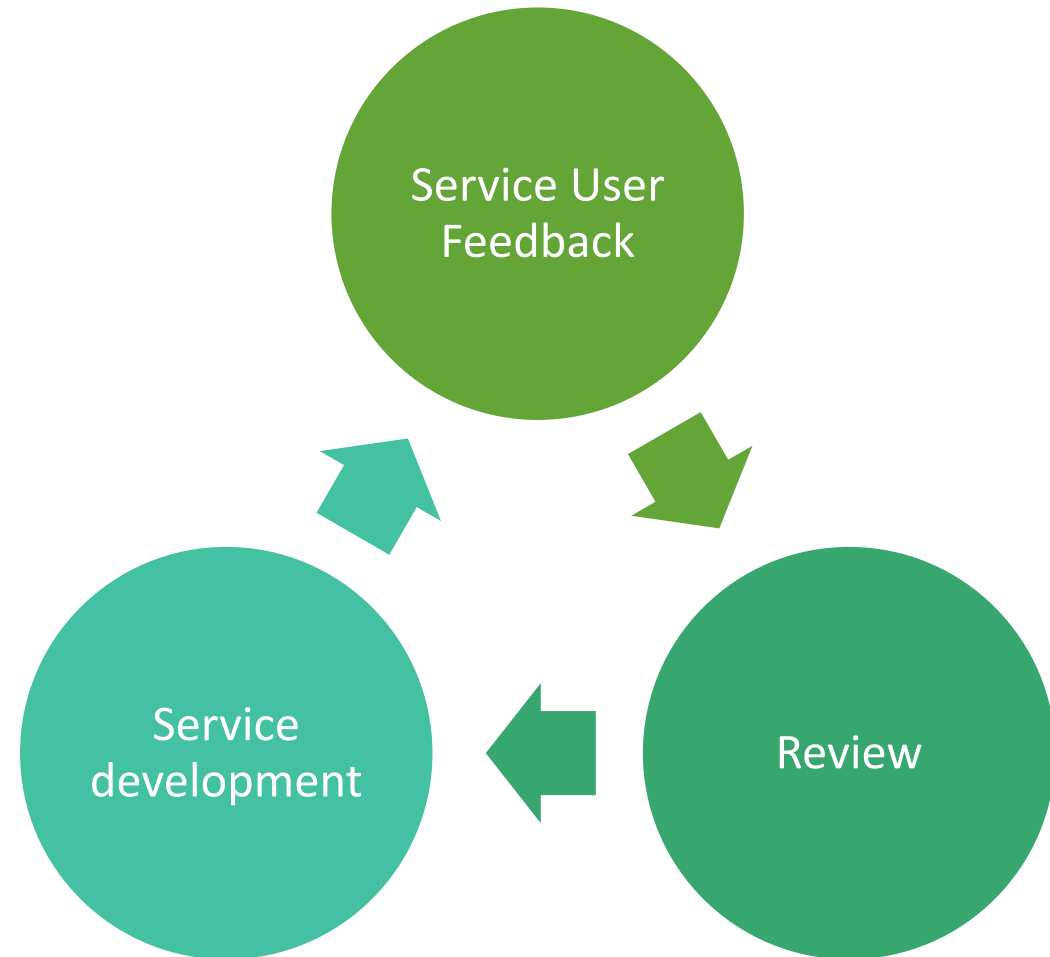 Service User
Feedback
Review
Service
development